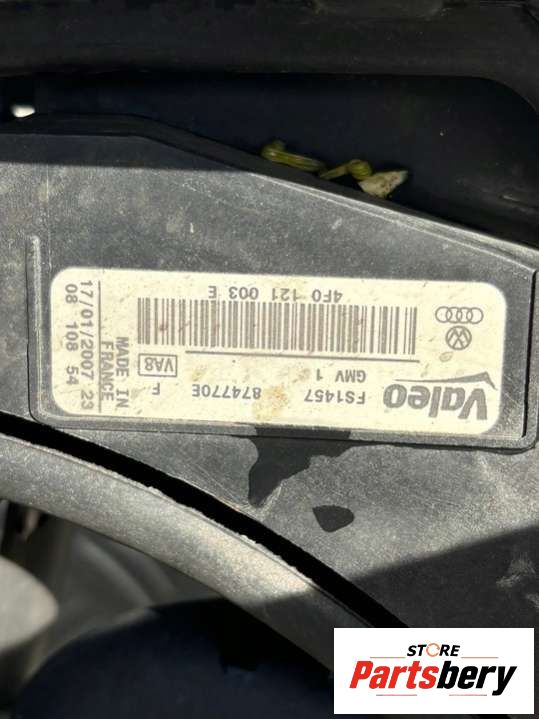 Valeo
FS1457 874770E F
GMV 1 VA8
4F0 121 003 E
MADE IN
FRANCE
17/01/2007 23
08 108 54
STORE
Partsbery